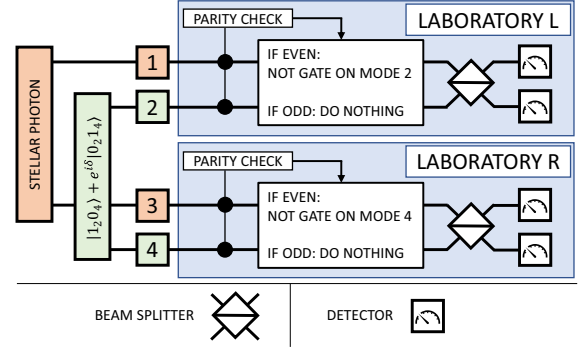 LABORATORY L
PARITY CHECK
IF EVEN:
NOT GATE ON MODE 2
IF ODD: DO NOTHING
STELLAR PHOTON
1
2
|1₂0₄⟩ + e^{iδ}|0₂1₄⟩
3
4
LABORATORY R
PARITY CHECK
IF EVEN:
NOT GATE ON MODE 4
IF ODD: DO NOTHING
BEAM SPLITTER
DETECTOR